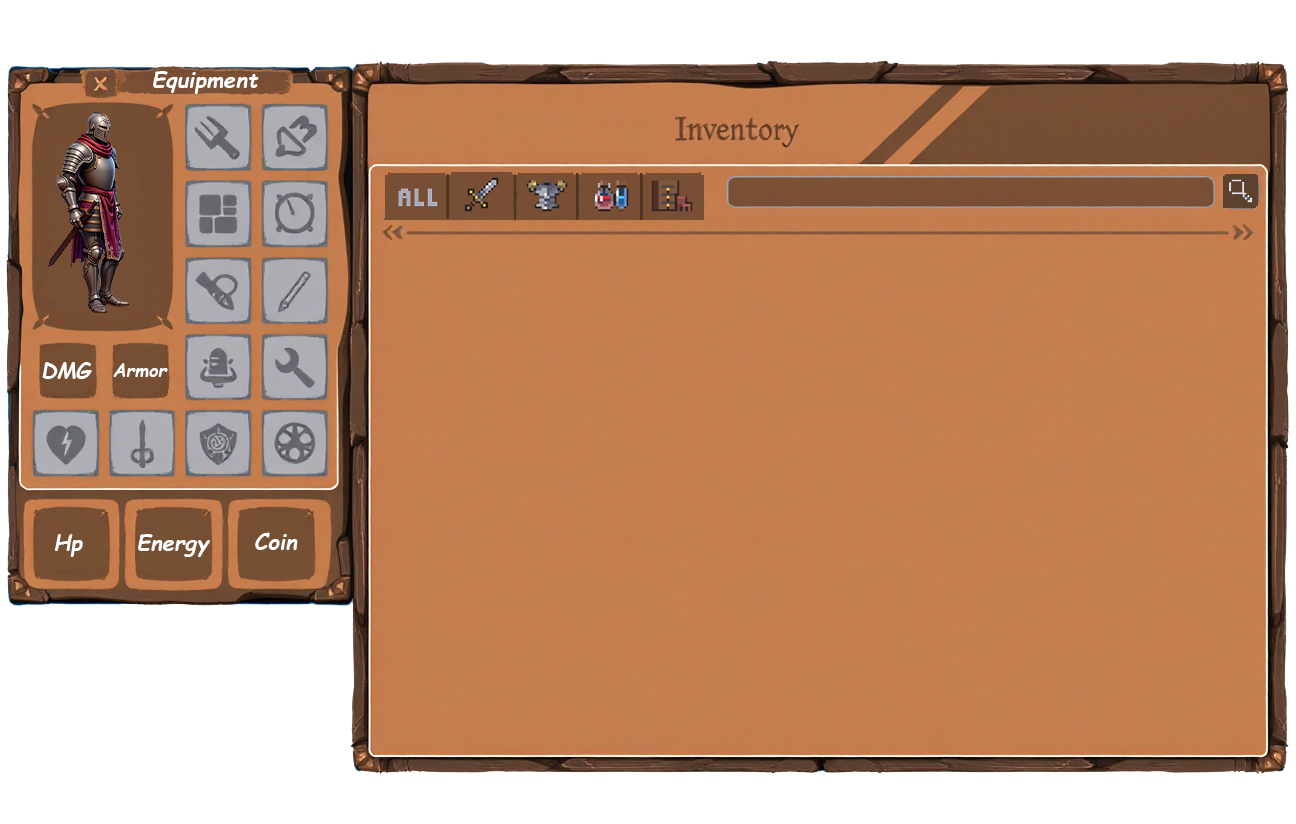 Equipment
DMG
Armor
Hp
Energy
Coin
Inventory
ALL